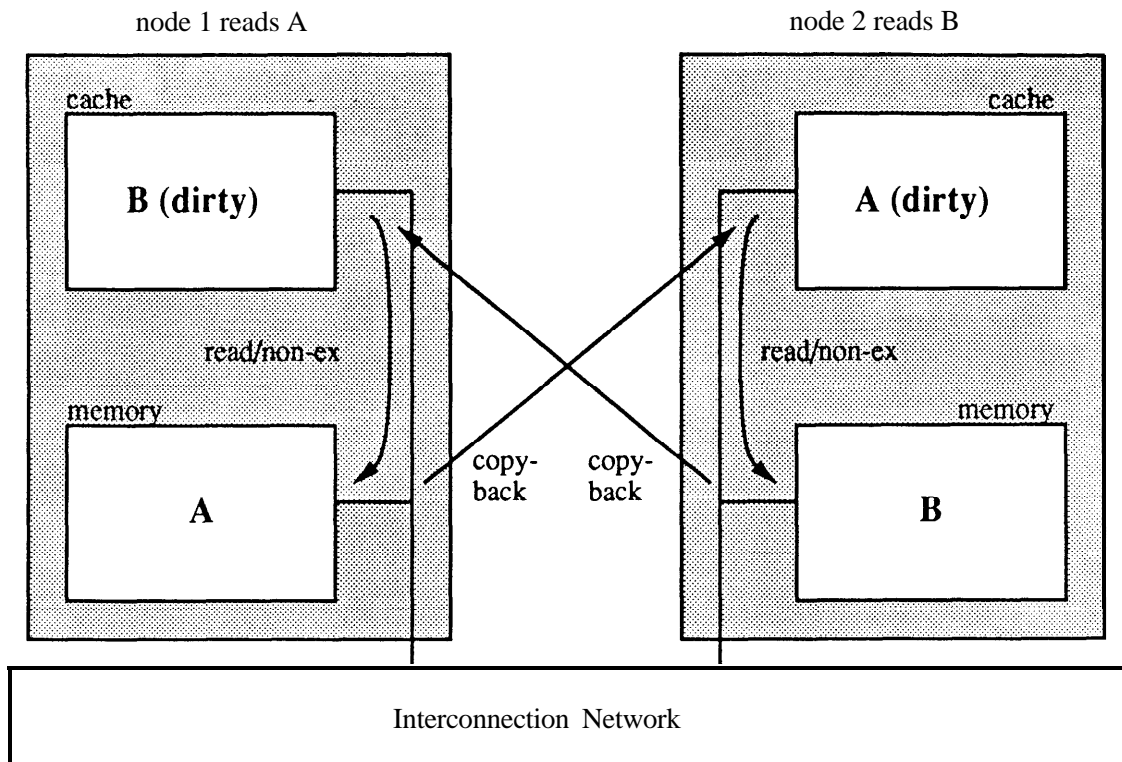 node 1 reads A
node 2 reads B
cache
cache
B (dirty)
A (dirty)
read/non-ex
read/non-ex
memory
memory
copy-
back
copy-
back
A
B
Interconnection Network